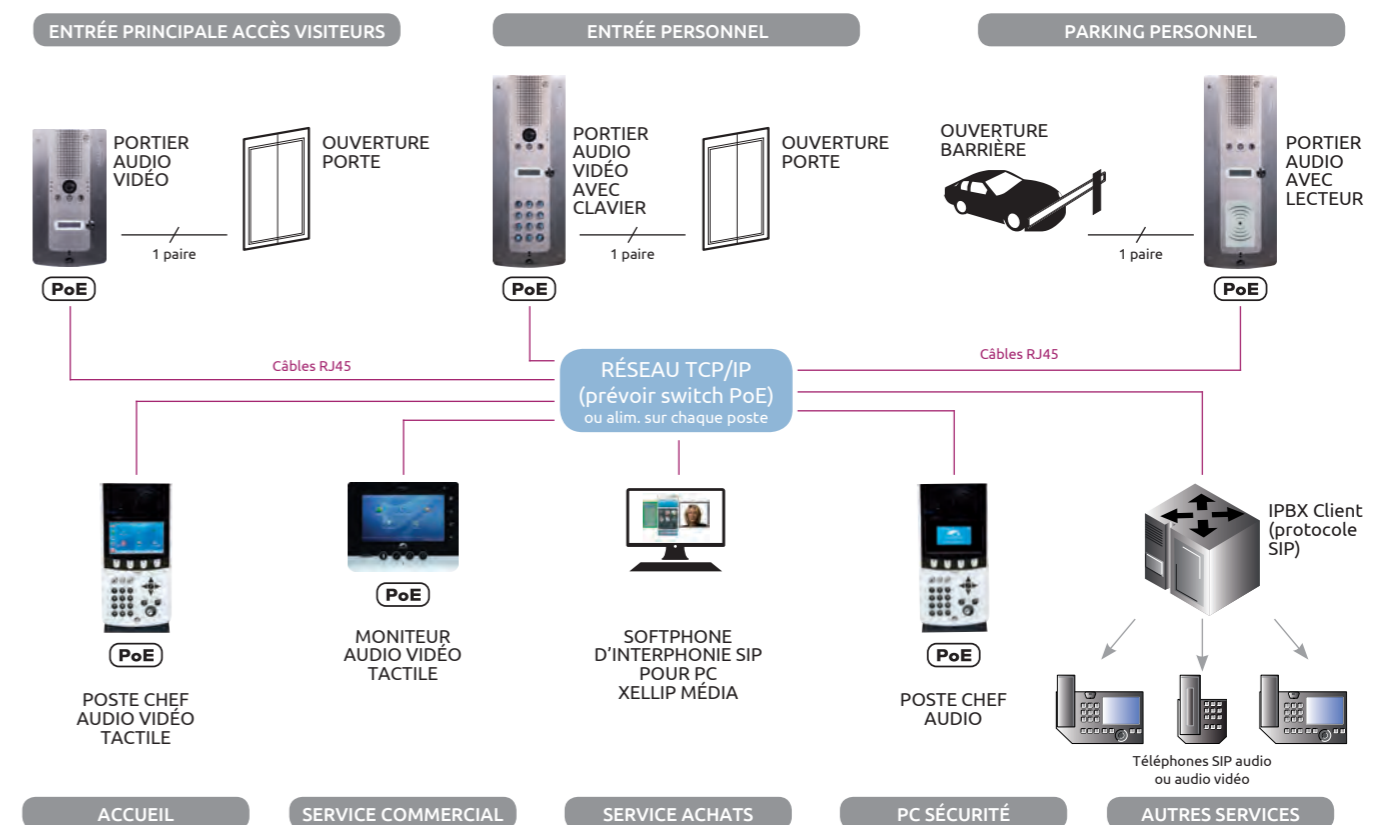 ENTRÉE PRINCIPALE ACCÈS VISITEURS
ENTRÉE PERSONNEL
PARKING PERSONNEL
PORTIER
AUDIO
VIDÉO
1 paire
OUVERTURE
PORTE
PoE
PORTIER
AUDIO
VIDÉO
AVEC
CLAVIER
1 paire
OUVERTURE
PORTE
PoE
OUVERTURE
BARRIÈRE
1 paire
PORTIER
AUDIO
AVEC
LECTEUR
PoE
Câbles RJ45
RÉSEAU TCP/IP
(prévoir switch PoE)
ou alim. sur chaque poste
Câbles RJ45
PoE
POSTE CHEF
AUDIO VIDÉO
TACTILE
PoE
MONITEUR
AUDIO VIDÉO
TACTILE
SOFTPHONE
D'INTERPHONIE SIP
POUR PC
XELLIP MÉDIA
PoE
POSTE CHEF
AUDIO
IPBX Client
(protocole
SIP)
Téléphones SIP audio
ou audio vidéo
ACCUEIL
SERVICE COMMERCIAL
SERVICE ACHATS
PC SÉCURITÉ
AUTRES SERVICES